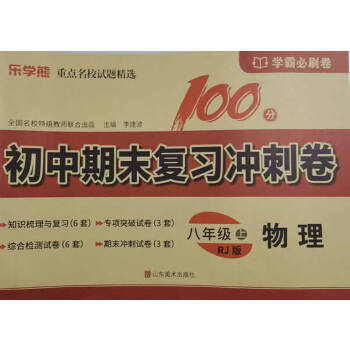 乐学熊 重点名校试题精选
学霸必刷卷
100分
全国名校特级教师联合出品 主编 李锋波
初中期末复习冲刺卷
知识梳理与复习(6套) 专项突破试卷(3套)
综合检测试卷(6套) 期末冲刺试卷(3套)
八年级 上 物理
RJ版
山东美术出版社